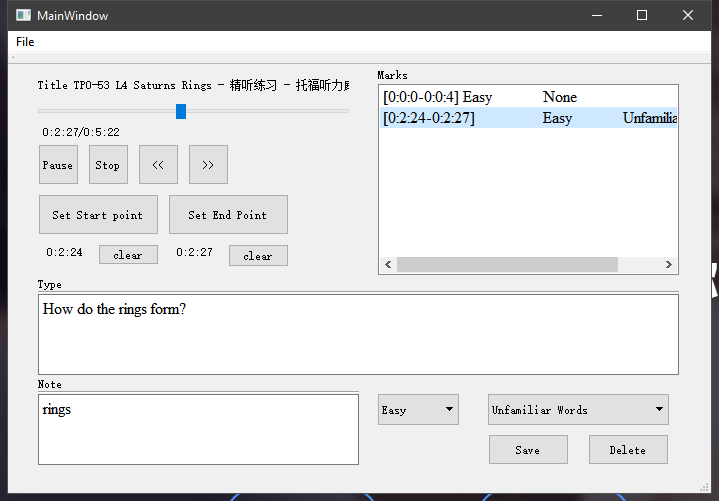 MainWindow
File
Title TPO-53 L4 Saturns Rings - 精听练习 - 托福听力
0:2:27/0:5:22
Pause Stop << >>
Set Start point Set End Point
0:2:24 clear 0:2:27 clear
Marks
[0:0:0-0:0:4] Easy None
[0:2:24-0:2:27] Easy Unfamilia
Type
How do the rings form?
Note
rings
Easy Unfamiliar Words
Save Delete